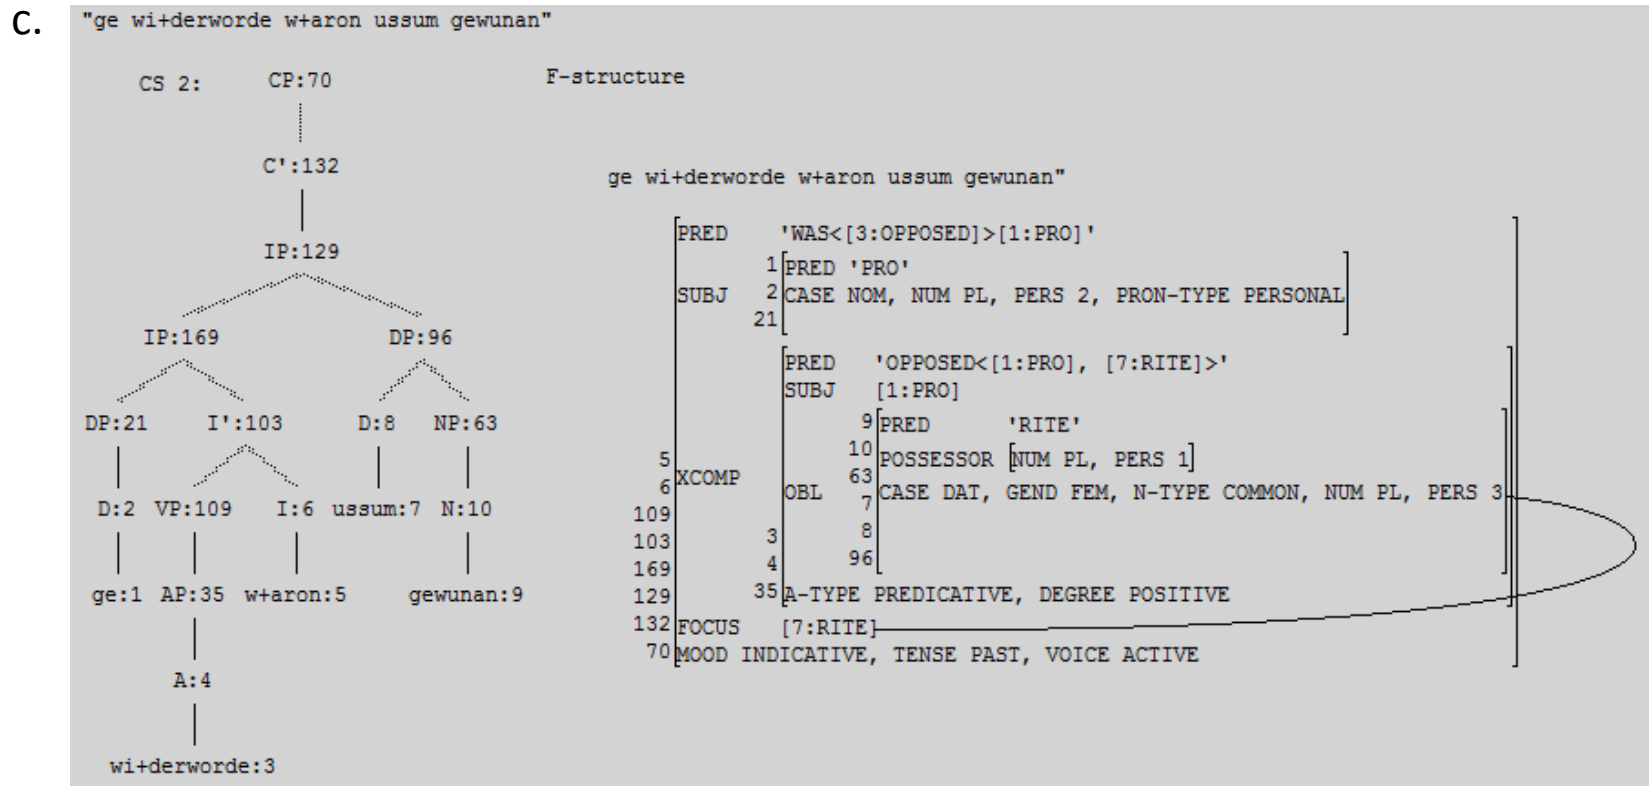 c.
"ge wi+derworde w+aron ussum gewunan"
CS 2: CP:70
C':132
IP:129
IP:169 DP:96
DP:21 I':103 D:8 NP:63
D:2 VP:109 I:6 ussum:7 N:10
ge:1 AP:35 w+aron:5 gewunan:9
A:4
wi+derworde:3
F-structure
ge wi+derworde w+aron ussum gewunan"
PRED 'WAS<[3:OPPOSED]>[1:PRO]'
1 PRED 'PRO'
SUBJ 2 CASE NOM, NUM PL, PERS 2, PRON-TYPE PERSONAL
21
PRED 'OPPOSED<[1:PRO], [7:RITE]>'
SUBJ [1:PRO]
9 PRED 'RITE'
10 POSSESSOR [NUM PL, PERS 1]
5 XCOMP 63
6 OBL 7 CASE DAT, GEND FEM, N-TYPE COMMON, NUM PL, PERS 3
109
103 3 8
169 4 96
129 35 A-TYPE PREDICATIVE, DEGREE POSITIVE
132 FOCUS [7:RITE]
70 MOOD INDICATIVE, TENSE PAST, VOICE ACTIVE